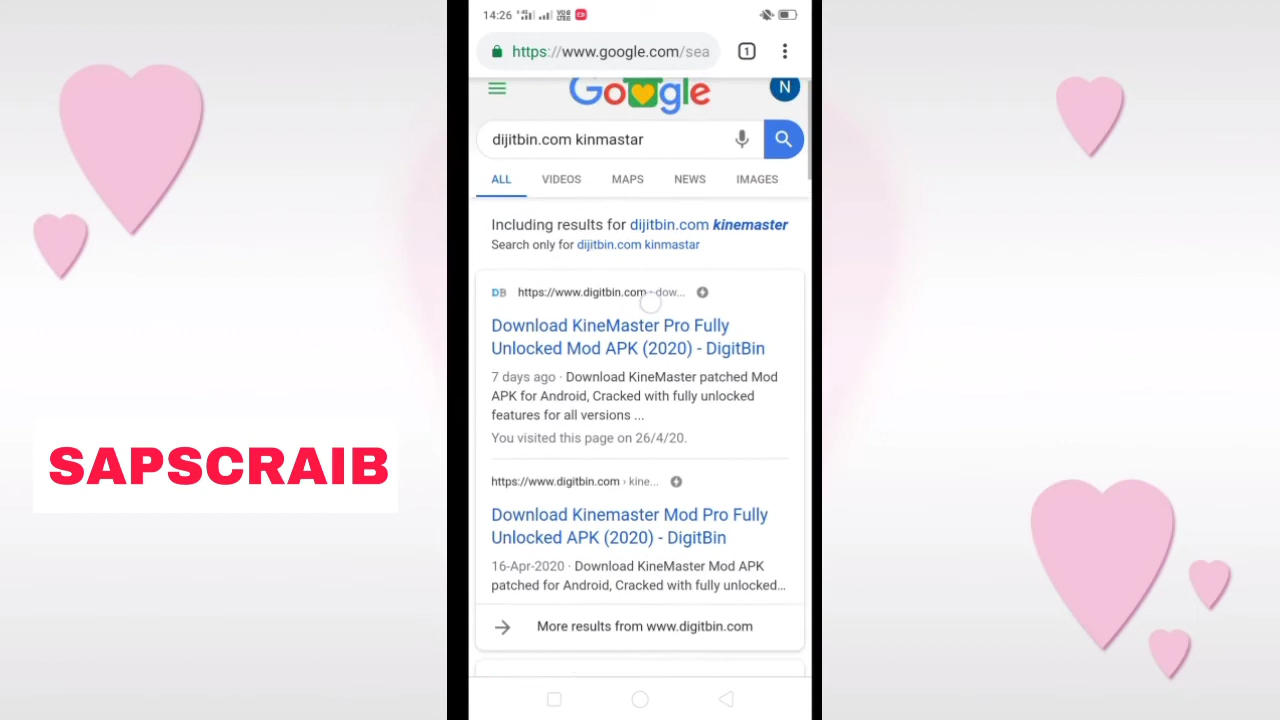 14:26
https://www.google.com/sea
1
Google
N
dijitbin.com kinmastar
ALL VIDEOS MAPS NEWS IMAGES
Including results for dijitbin.com kinemaster
Search only for dijitbin.com kinmastar
DB https://www.digitbin.com › dow...
Download KineMaster Pro Fully
Unlocked Mod APK (2020) - DigitBin
7 days ago · Download KineMaster patched Mod
APK for Android, Cracked with fully unlocked
features for all versions ...
You visited this page on 26/4/20.
https://www.digitbin.com › kine...
Download Kinemaster Mod Pro Fully
Unlocked APK (2020) - DigitBin
16-Apr-2020 · Download KineMaster Mod APK
patched for Android, Cracked with fully unlocked...
More results from www.digitbin.com
SAPSCRAIB